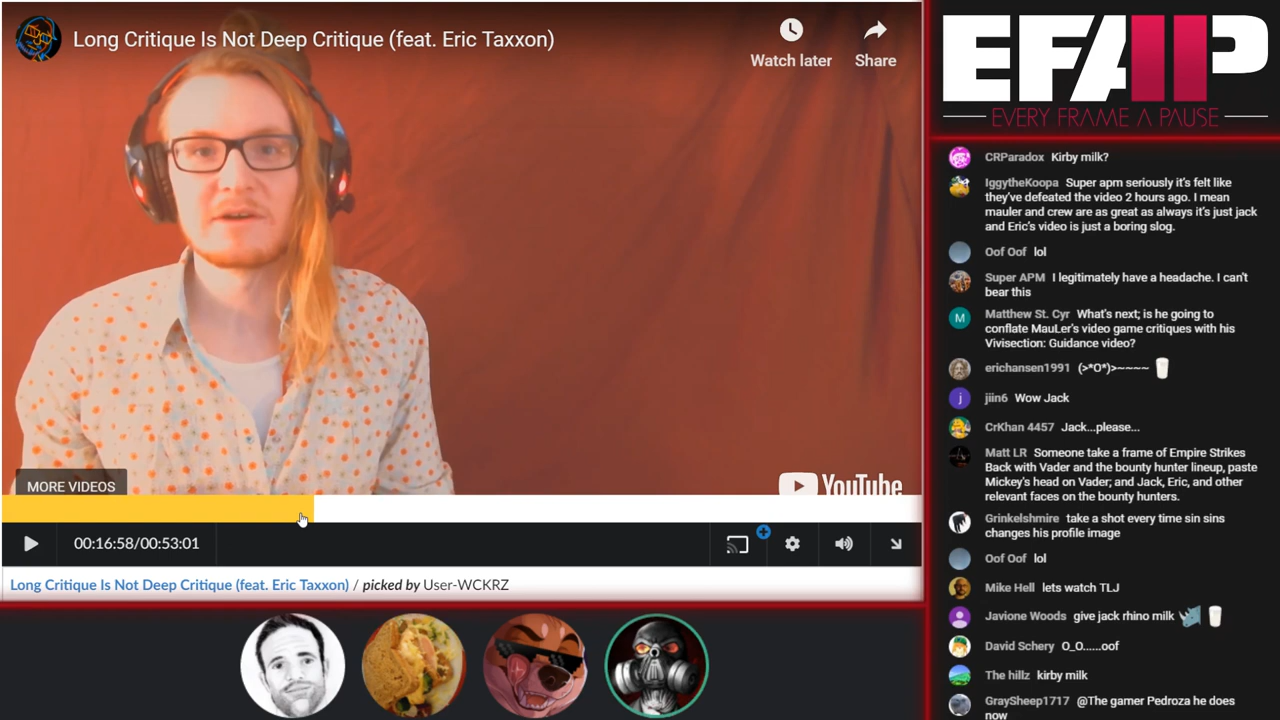 Long Critique Is Not Deep Critique (feat. Eric Taxxon)
Watch later
Share
MORE VIDEOS
YouTube
00:16:58/00:53:01
Long Critique Is Not Deep Critique (feat. Eric Taxxon) / picked by User-WCKRZ
EFAP
EVERY FRAME A PAUSE
CRParadox Kirby milk?
IggytheKoopa Super apm seriously it's felt like
they've defeated the video 2 hours ago. I mean
mauler and crew are as great as always it's just jack
and Eric's video is just a boring slog.
Oof Oof lol
Super APM I legitimately have a headache. I can't
bear this
M
Matthew St. Cyr What's next; is he going to
conflate MauLer's video game critiques with his
Vivisection: Guidance video?
erichansen1991 (>*O*)>~~~~
j
jiin6 Wow Jack
CrKhan 4457 Jack...please...
Matt LR Someone take a frame of Empire Strikes
Back with Vader and the bounty hunter lineup, paste
Mickey's head on Vader; and Jack, Eric, and other
relevant faces on the bounty hunters.
Grinkelshmire take a shot every time sin sins
changes his profile image
Oof Oof lol
Mike Hell lets watch TLJ
Javione Woods give jack rhino milk
David Schery O_O......oof
The hillz kirby milk
GraySheep1717 @The gamer Pedroza he does
now